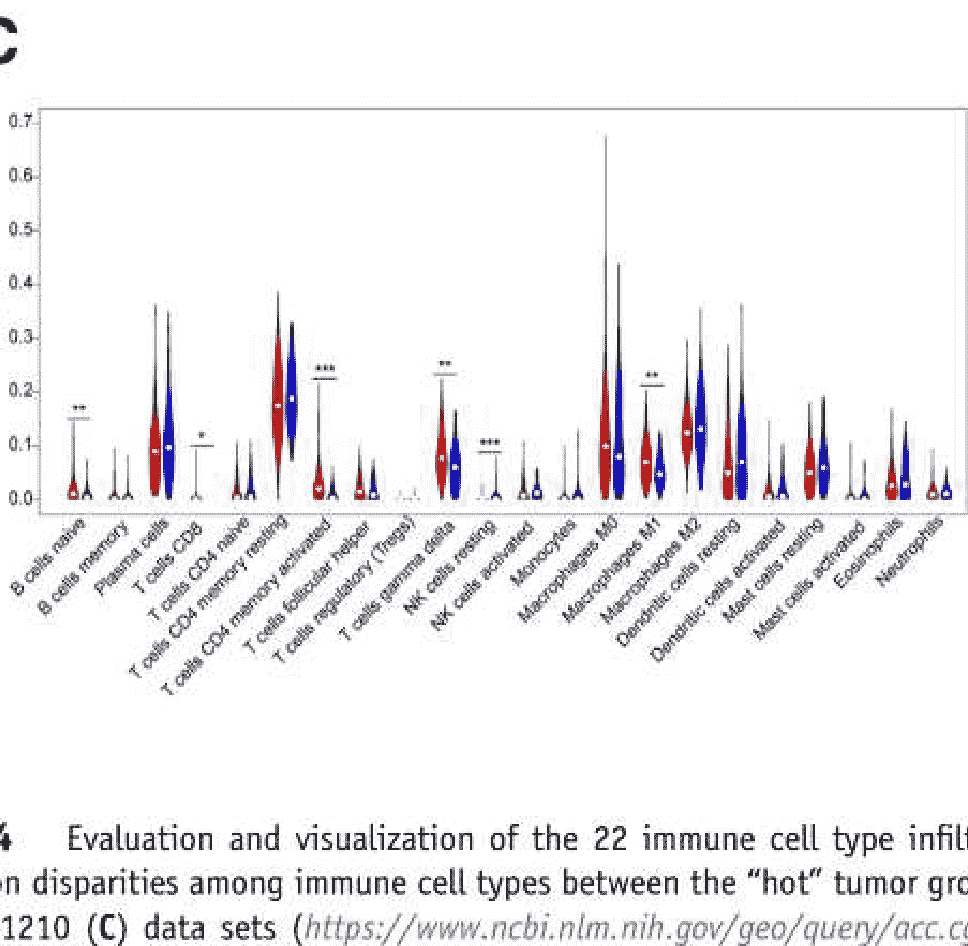 C
0.7
0.6
0.5
0.4
0.3
0.2
0.1
0.0
**
*
***
**
***
**
B cells naive
B cells memory
Plasma cells
T cells CD8
T cells CD4 naive
T cells CD4 memory resting
T cells CD4 memory activated
T cells follicular helper
T cells regulatory (Tregs)
T cells gamma delta
NK cells resting
NK cells activated
Monocytes
Macrophages M0
Macrophages M1
Macrophages M2
Dendritic cells resting
Dendritic cells activated
Mast cells resting
Mast cells activated
Eosinophils
Neutrophils
4 Evaluation and visualization of the 22 immune cell type infilt
on disparities among immune cell types between the “hot” tumor gro
1210 (C) data sets (https://www.ncbi.nlm.nih.gov/geo/query/acc.c